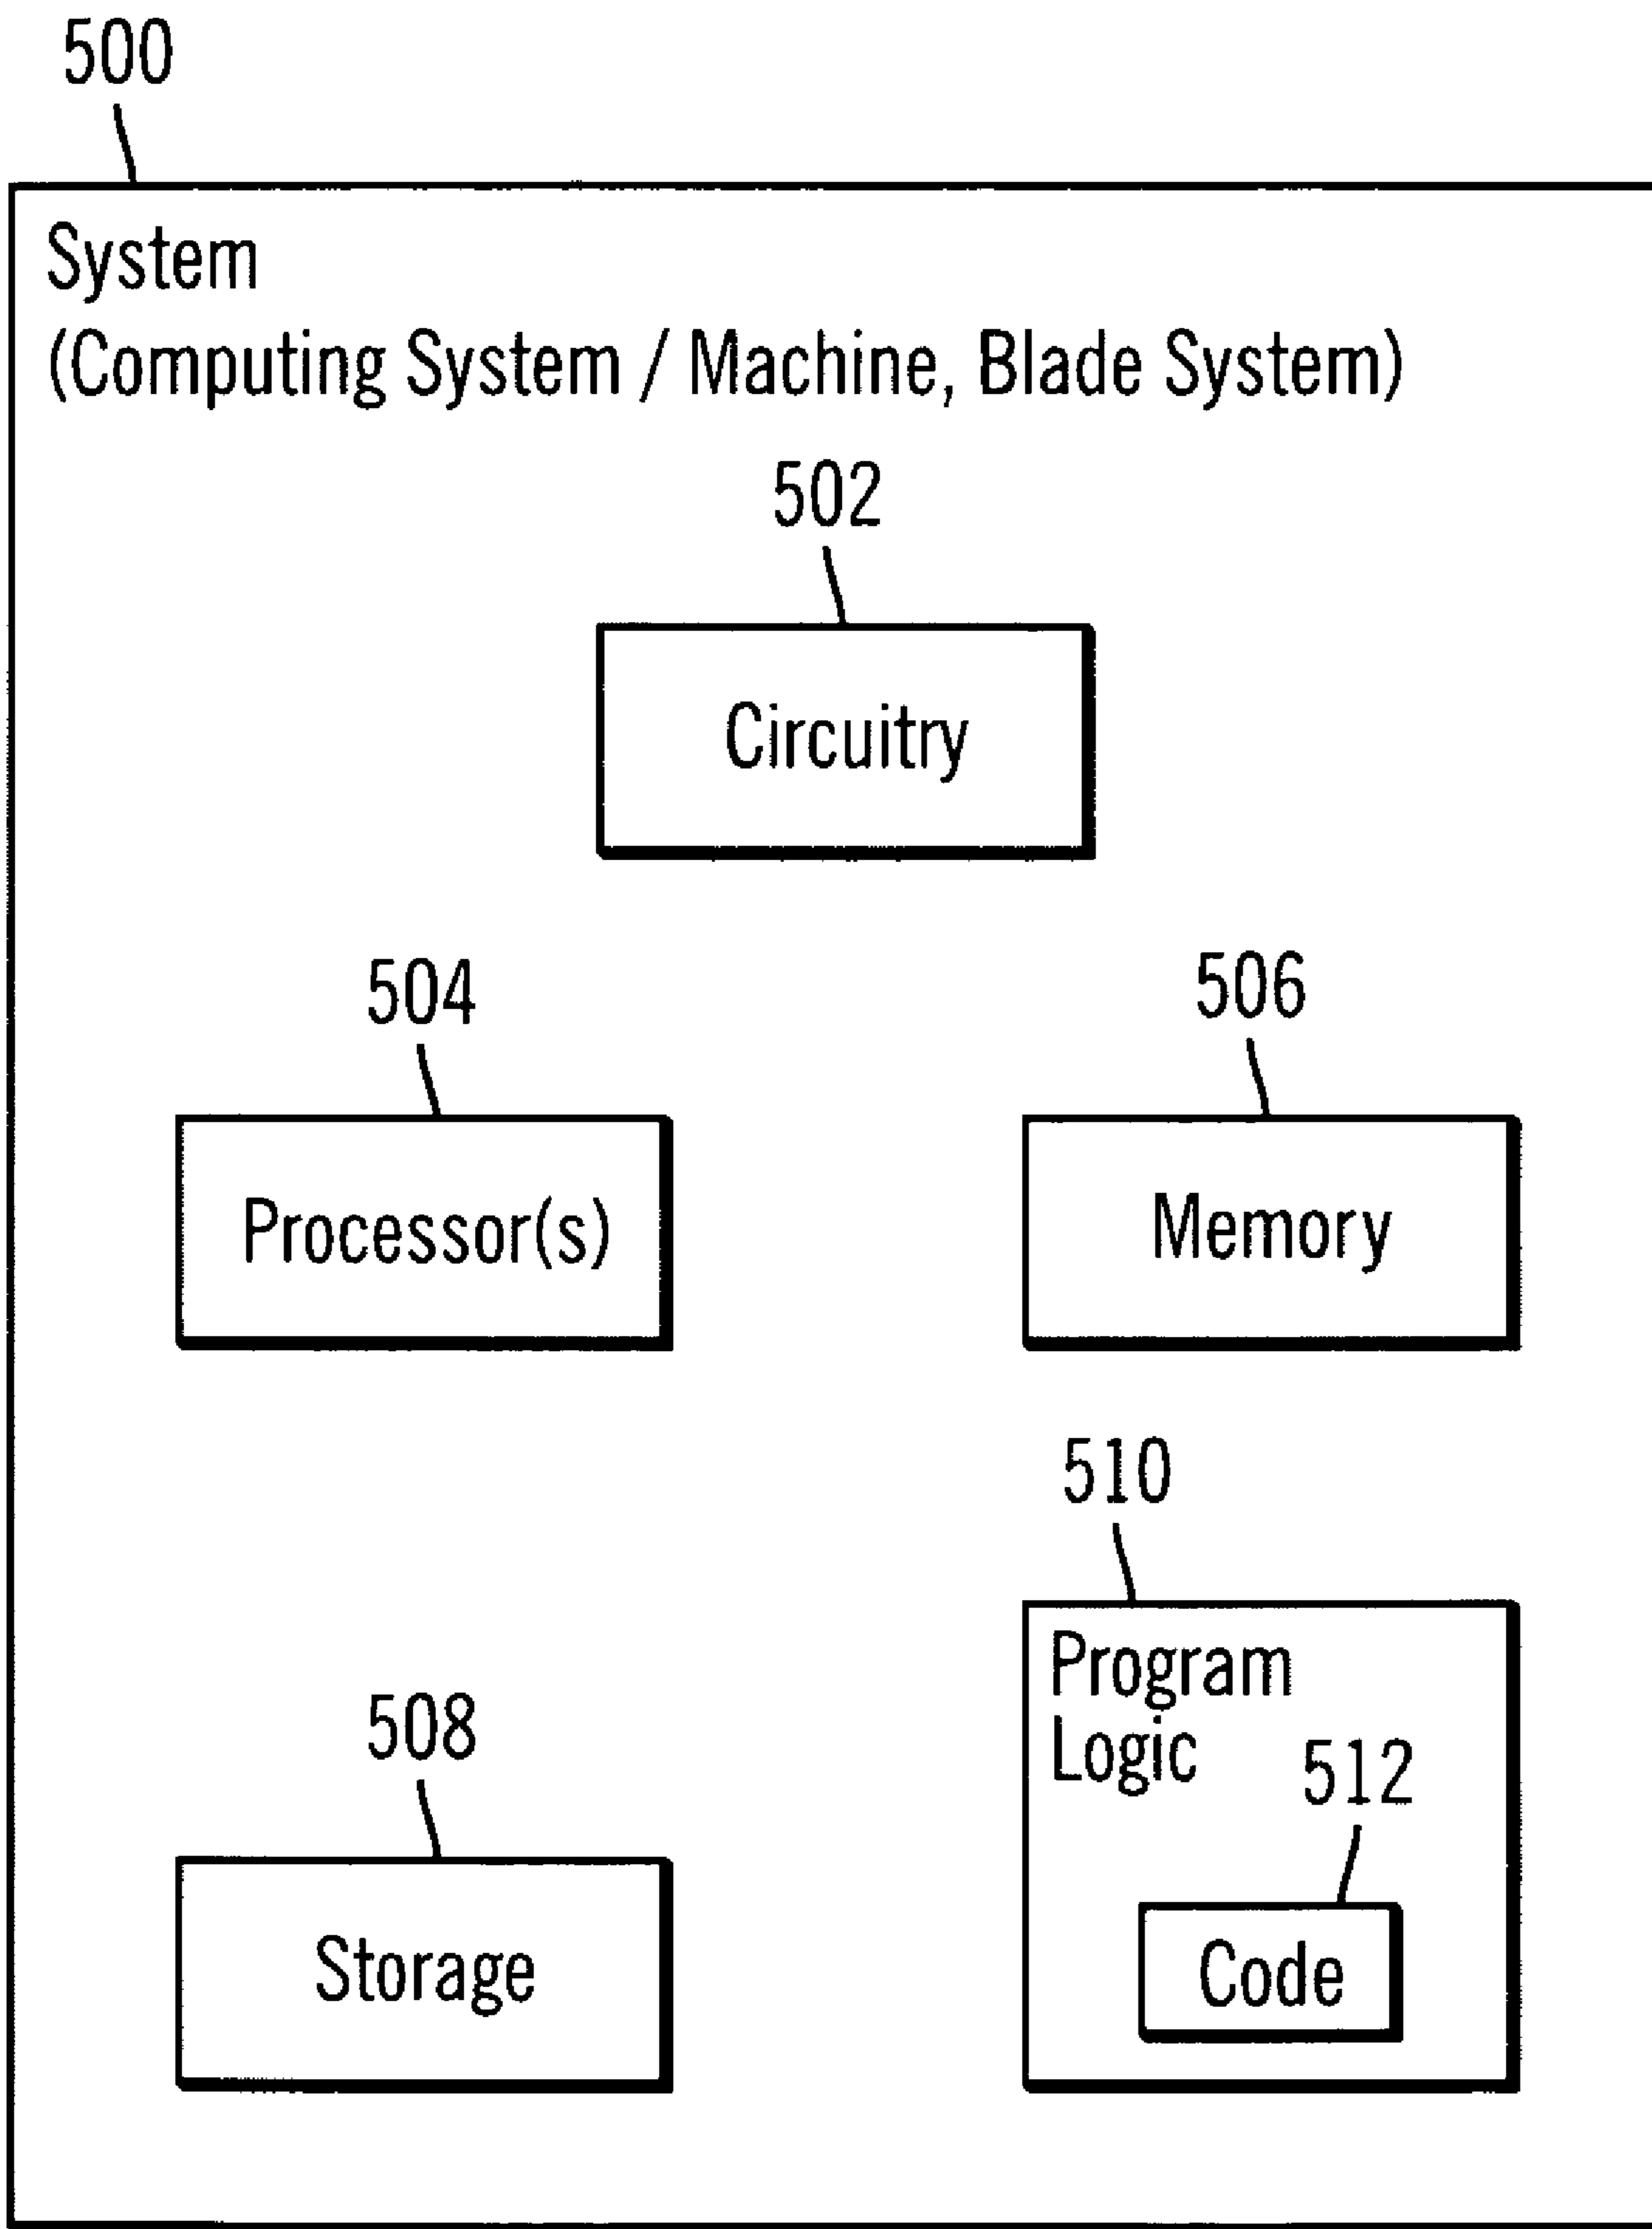 500
System
(Computing System / Machine, Blade System)
502
Circuitry
504
506
Processor(s)
Memory
510
Program
Logic
508
512
Storage
Code